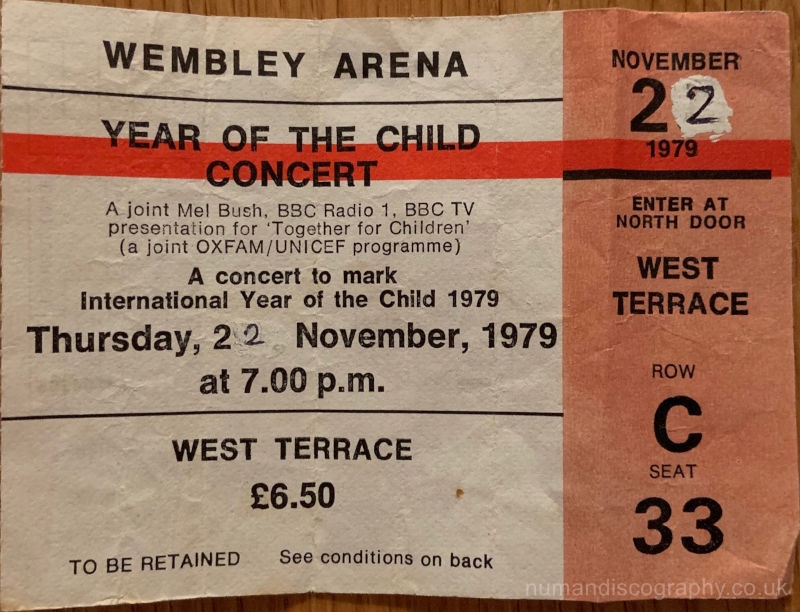 WEMBLEY ARENA
YEAR OF THE CHILD
CONCERT
A joint Mel Bush, BBC Radio 1, BBC TV
presentation for 'Together for Children'
(a joint OXFAM/UNICEF programme)
A concert to mark
International Year of the Child 1979
Thursday, 22 November, 1979
at 7.00 p.m.
WEST TERRACE
£6.50
TO BE RETAINED See conditions on back
NOVEMBER
22
1979
ENTER AT
NORTH DOOR
WEST
TERRACE
ROW
C
SEAT
33
numandiscography.co.uk